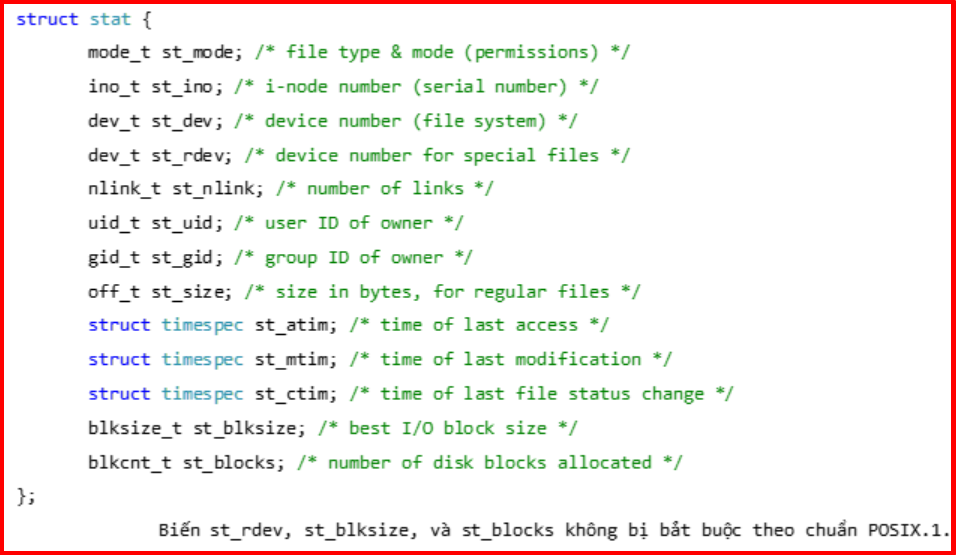 struct stat {
mode_t st_mode; /* file type & mode (permissions) */
ino_t st_ino; /* i-node number (serial number) */
dev_t st_dev; /* device number (file system) */
dev_t st_rdev; /* device number for special files */
nlink_t st_nlink; /* number of links */
uid_t st_uid; /* user ID of owner */
gid_t st_gid; /* group ID of owner */
off_t st_size; /* size in bytes, for regular files */
struct timespec st_atim; /* time of last access */
struct timespec st_mtim; /* time of last modification */
struct timespec st_ctim; /* time of last file status change */
blksize_t st_blksize; /* best I/O block size */
blkcnt_t st_blocks; /* number of disk blocks allocated */
};
Biến st_rdev, st_blksize, và st_blocks không bị bắt buộc theo chuẩn POSIX.1.